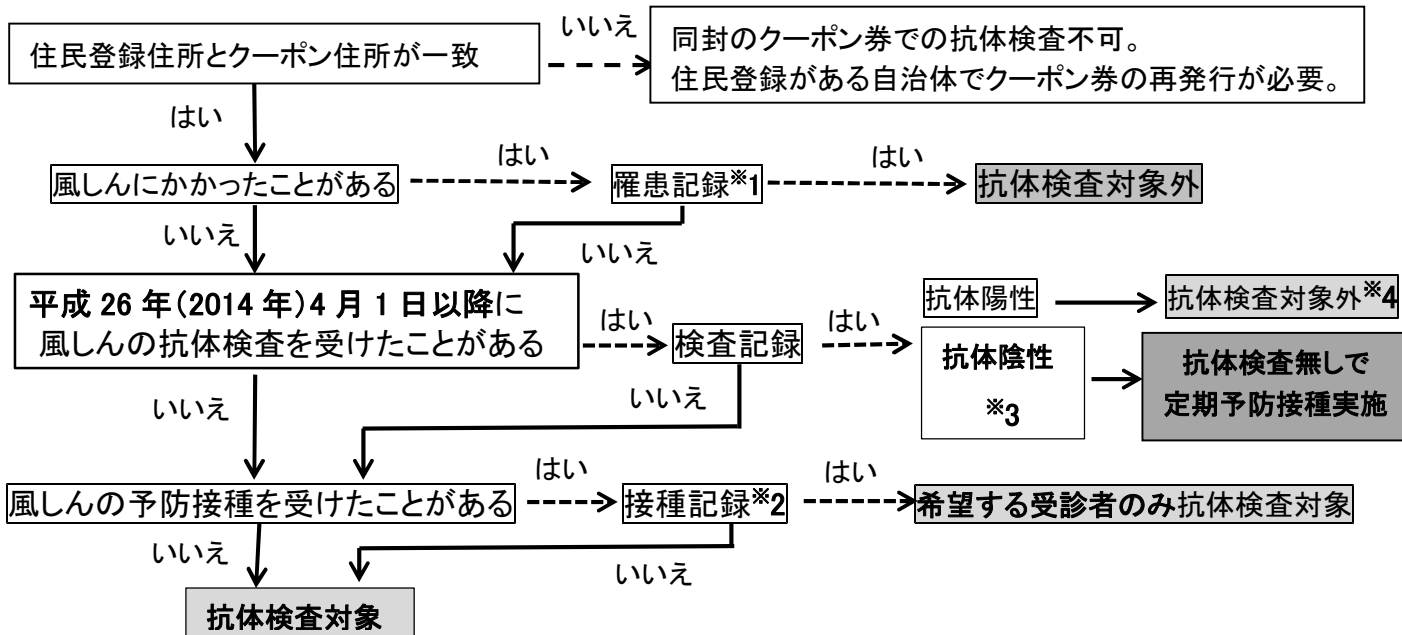 住民登録住所とクーポン住所が一致
いいえ
同封のクーポン券での抗体検査不可。
住民登録がある自治体でクーポン券の再発行が必要。
はい
風しんにかかったことがある
はい
罹患記録※1
はい
抗体検査対象外
いいえ
いいえ
平成 26 年(2014 年)4 月 1 日以降に
風しんの抗体検査を受けたことがある
はい
検査記録
はい
抗体陽性
抗体検査対象外※4
抗体陰性
※3
抗体検査無しで
定期予防接種実施
いいえ
いいえ
風しんの予防接種を受けたことがある
はい
接種記録※2
はい
希望する受診者のみ抗体検査対象
いいえ
いいえ
抗体検査対象